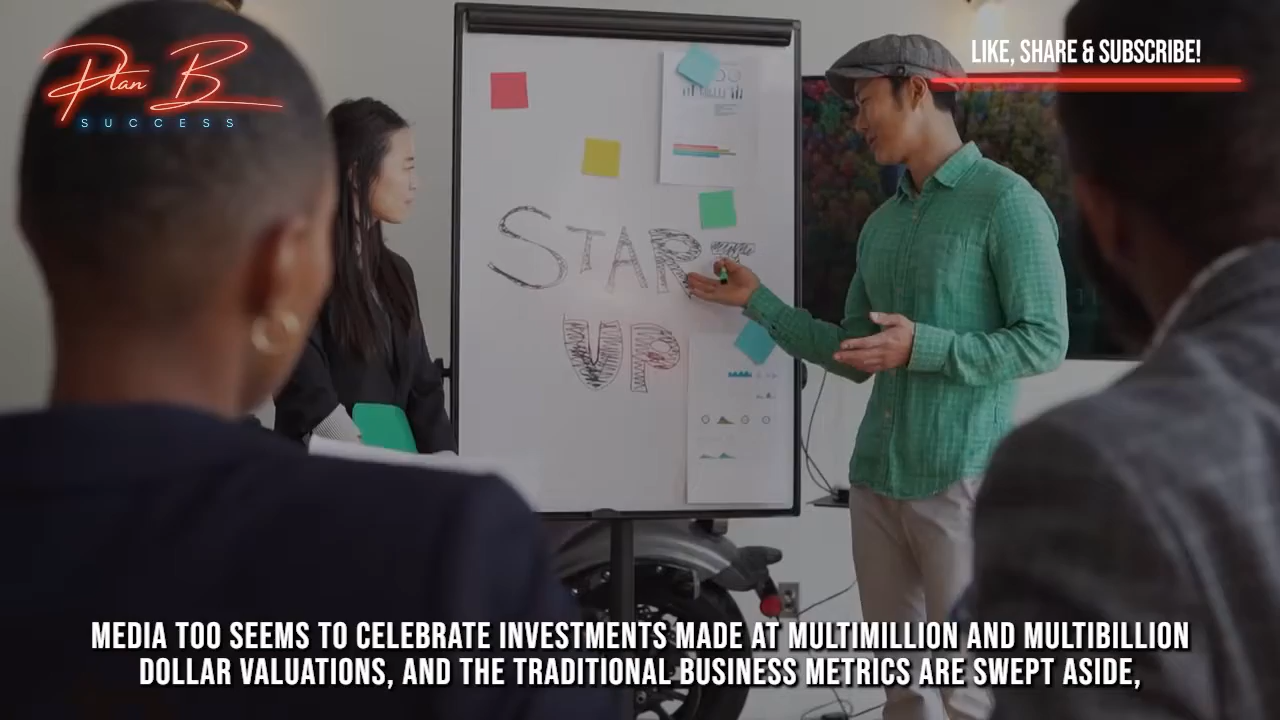 Plan B
SUCCESS
LIKE, SHARE & SUBSCRIBE!
START
UP
MEDIA TOO SEEMS TO CELEBRATE INVESTMENTS MADE AT MULTIMILLION AND MULTIBILLION
DOLLAR VALUATIONS, AND THE TRADITIONAL BUSINESS METRICS ARE SWEPT ASIDE,